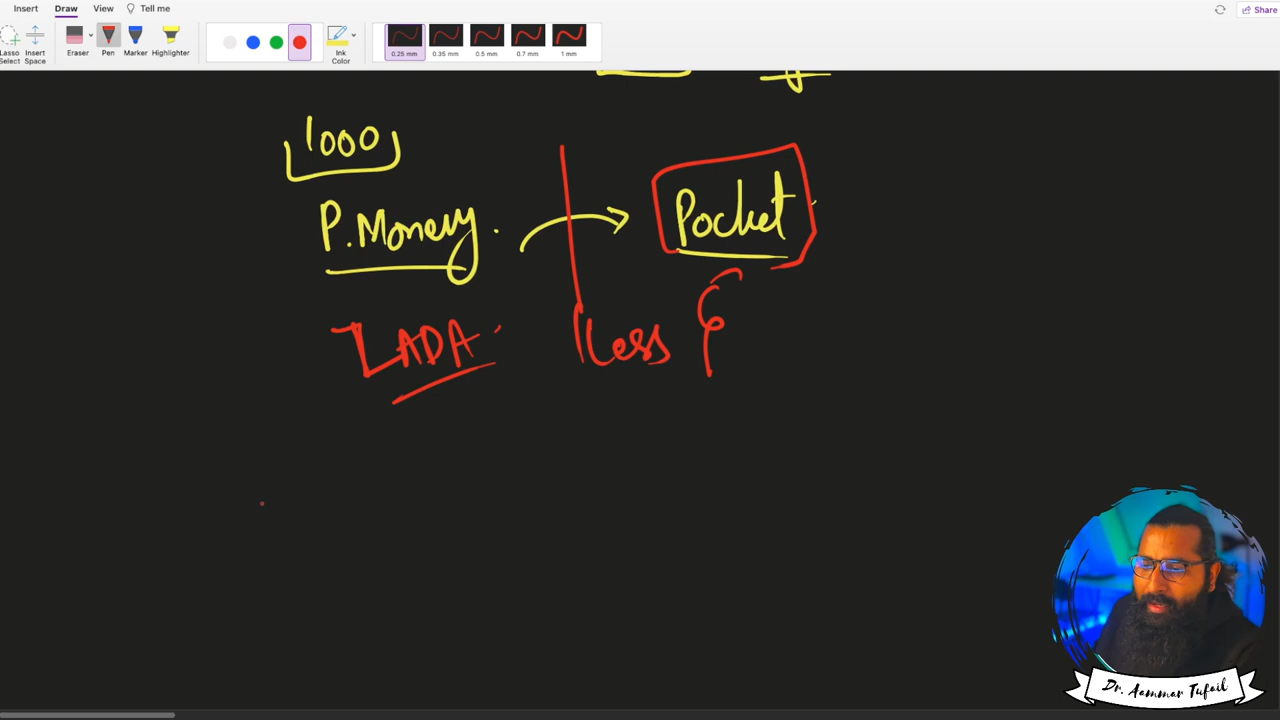 Insert Draw View Tell me
Share
Lasso Select
Insert Space
Eraser
Pen
Marker
Highlighter
Ink Color
0.25 mm
0.35 mm
0.5 mm
0.7 mm
1 mm
1000
P.Money.
Pocket
LADA
Less
Dr. Aammar Tufail